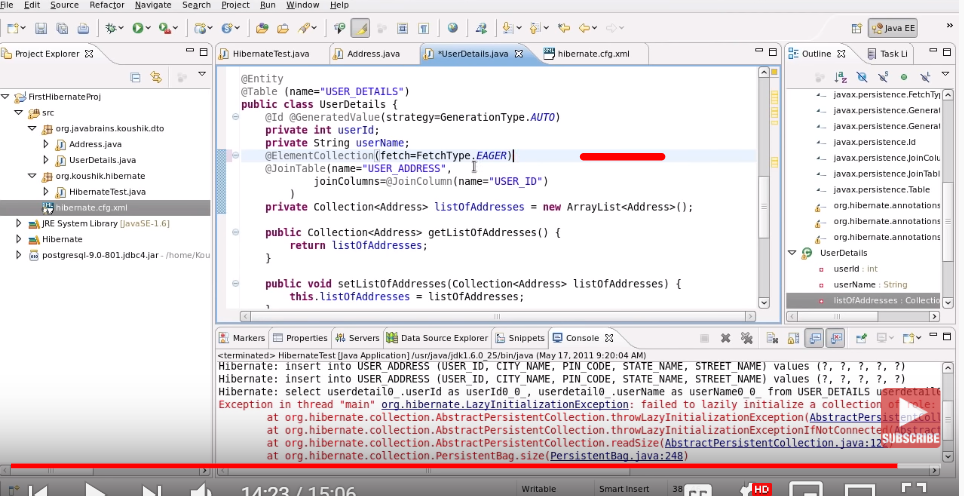 File Edit Source Refactor Navigate Search Project Run Window Help
Java EE
Project Explorer
HibernateTest.java Address.java *UserDetails.java hibernate.cfg.xml
Outline Task Li
FirstHibernateProj
src
org.javabrains.koushik.dto
Address.java
UserDetails.java
org.koushik.hibernate
HibernateTest.java
hibernate.cfg.xml
JRE System Library [JavaSE-1.6]
Hibernate
postgresql-9.0-801.jdbc4.jar - /home/Kou
@Entity
@Table (name="USER_DETAILS")
public class UserDetails {
@Id @GeneratedValue(strategy=GenerationType.AUTO)
private int userId;
private String userName;
@ElementCollection(fetch=FetchType.EAGER)
@JoinTable(name="USER_ADDRESS",
joinColumns=@JoinColumn(name="USER_ID")
)
private Collection<Address> listOfAddresses = new ArrayList<Address>();
public Collection<Address> getListOfAddresses() {
return listOfAddresses;
}
public void setListOfAddresses(Collection<Address> listOfAddresses) {
this.listOfAddresses = listOfAddresses;
javax.persistence.FetchTy
javax.persistence.Genera
javax.persistence.Genera
javax.persistence.Id
javax.persistence.JoinColu
javax.persistence.JoinTabl
javax.persistence.Table
org.hibernate.annotations
org.hibernate.annotations
org.hibernate.annotations
UserDetails
userId : int
userName : String
listOfAddresses : Collectio
Markers Properties Servers Data Source Explorer Snippets Console
<terminated> HibernateTest [Java Application] /usr/java/jdk1.6.0_25/bin/java (May 17, 2011 9:20:04 AM)
Hibernate: insert into USER_ADDRESS (USER_ID, CITY_NAME, PIN_CODE, STATE_NAME, STREET_NAME) values (?, ?, ?, ?, ?)
Hibernate: insert into USER_ADDRESS (USER_ID, CITY_NAME, PIN_CODE, STATE_NAME, STREET_NAME) values (?, ?, ?, ?, ?)
Hibernate: select userdetail0_.userId as userId0_0_, userdetail0_.userName as userName0_0_ from USER_DETAILS userdetail
Exception in thread "main" org.hibernate.LazyInitializationException: failed to lazily initialize a collection of role:
at org.hibernate.collection.AbstractPersistentCollection.throwLazyInitializationException(AbstractPersist
at org.hibernate.collection.AbstractPersistentCollection.throwLazyInitializationExceptionIfNotConnected(Abstract
at org.hibernate.collection.AbstractPersistentCollection.readSize(AbstractPersistentCollection.java:12
at org.hibernate.collection.PersistentBag.size(PersistentBag.java:248)
SUBSCRIBE
14:23 / 15:06
Writable Smart Insert 38
HD